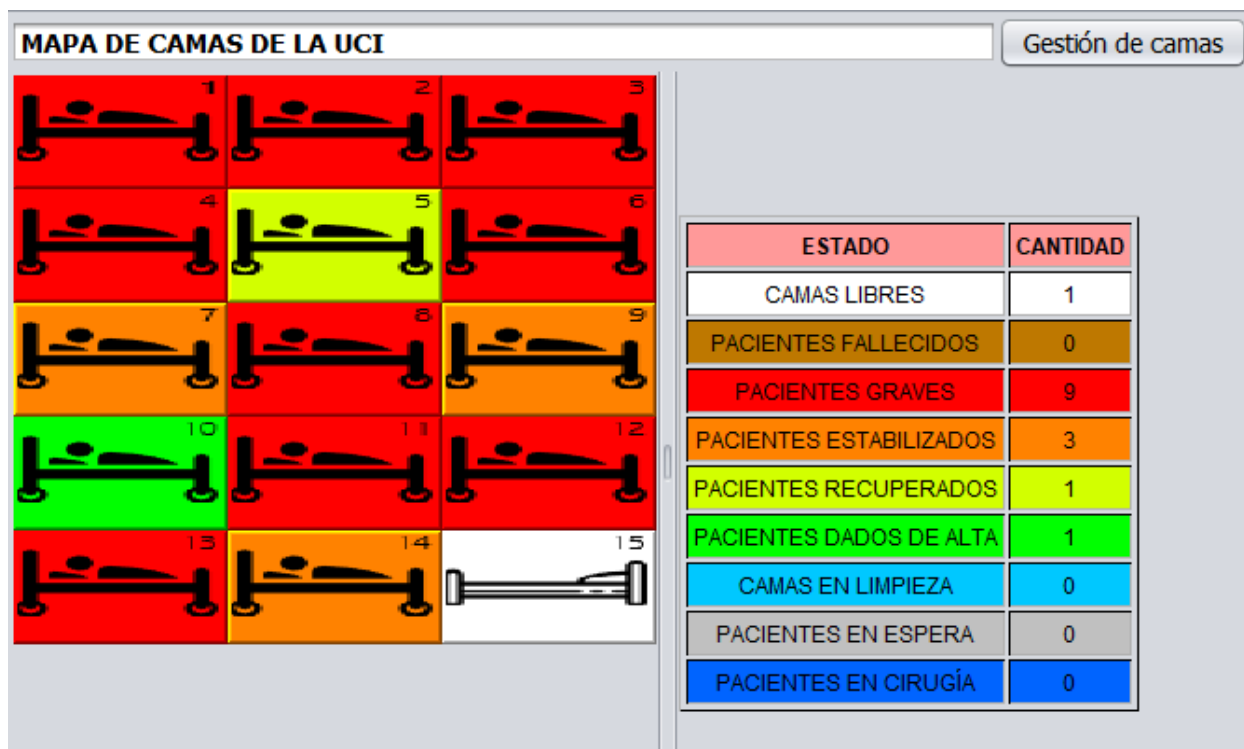 MAPA DE CAMAS DE LA UCI
Gestión de camas
1 2 3
4 5 6
7 8 9
10 11 12
13 14 15
ESTADO CANTIDAD
CAMAS LIBRES 1
PACIENTES FALLECIDOS 0
PACIENTES GRAVES 9
PACIENTES ESTABILIZADOS 3
PACIENTES RECUPERADOS 1
PACIENTES DADOS DE ALTA 1
CAMAS EN LIMPIEZA 0
PACIENTES EN ESPERA 0
PACIENTES EN CIRUGÍA 0